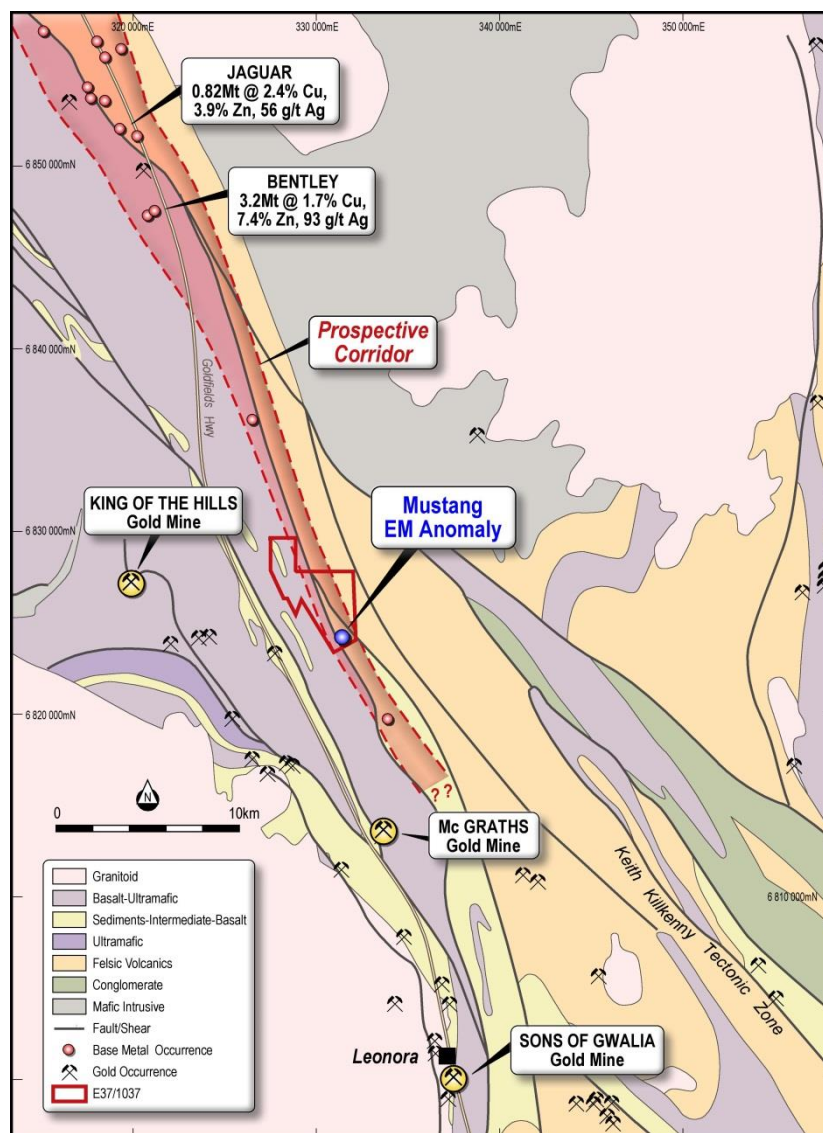 320 000mE
330 000mE
340 000mE
350 000mE
JAGUAR
0.82Mt @ 2.4% Cu,
3.9% Zn, 56 g/t Ag
6 850 000mN
BENTLEY
3.2Mt @ 1.7% Cu,
7.4% Zn, 93 g/t Ag
Prospective
Corridor
6 840 000mN
Goldfields Hwy
KING OF THE HILLS
Gold Mine
Mustang
EM Anomaly
6 830 000mN
6 820 000mN
? ?
N
0 10km
Mc GRATHS
Gold Mine
Granitoid
Basalt-Ultramafic
Sediments-Intermediate-Basalt
Ultramafic
Felsic Volcanics
Conglomerate
Mafic Intrusive
Fault/Shear
Base Metal Occurrence
Gold Occurrence
E37/1037
6 810 000mN
Keith Kilkenny Tectonic Zone
Leonora
SONS OF GWALIA
Gold Mine